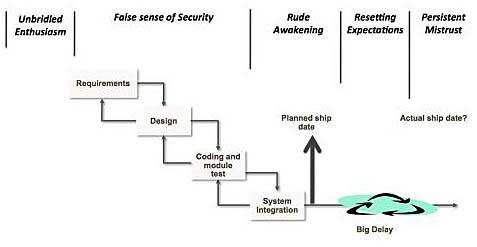 Unbridled
Enthusiasm
False sense of Security
Rude
Awakening
Resetting
Expectations
Persistent
Mistrust
Requirements
Design
Coding and
module
test
System
Integration
Planned ship
date
Actual ship date?
Big Delay